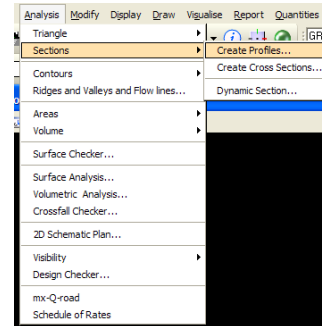 Analysis Modify Display Draw Visualise Report Quantities
Triangle
Sections
Contours
Ridges and Valleys and Flow lines...
Areas
Volume
Surface Checker...
Surface Analysis...
Volumetric Analysis...
Crossfall Checker...
2D Schematic Plan...
Visibility
Design Checker...
mx-Q-road
Schedule of Rates
Create Profiles...
Create Cross Sections...
Dynamic Section...